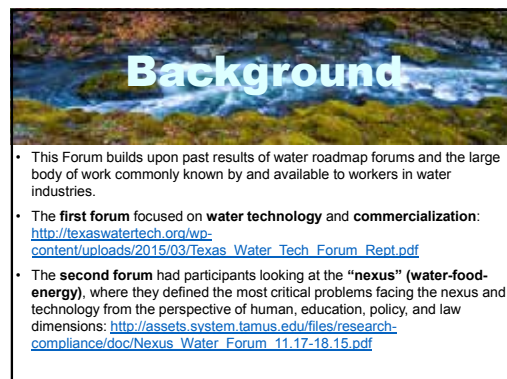 Background
• This Forum builds upon past results of water roadmap forums and the large
body of work commonly known by and available to workers in water
industries.
• The first forum focused on water technology and commercialization:
http://texaswatertech.org/wp-
content/uploads/2015/03/Texas_Water_Tech_Forum_Rept.pdf
• The second forum had participants looking at the “nexus” (water-food-
energy), where they defined the most critical problems facing the nexus and
technology from the perspective of human, education, policy, and law
dimensions: http://assets.system.tamus.edu/files/research-
compliance/doc/Nexus_Water_Forum_11.17-18.15.pdf